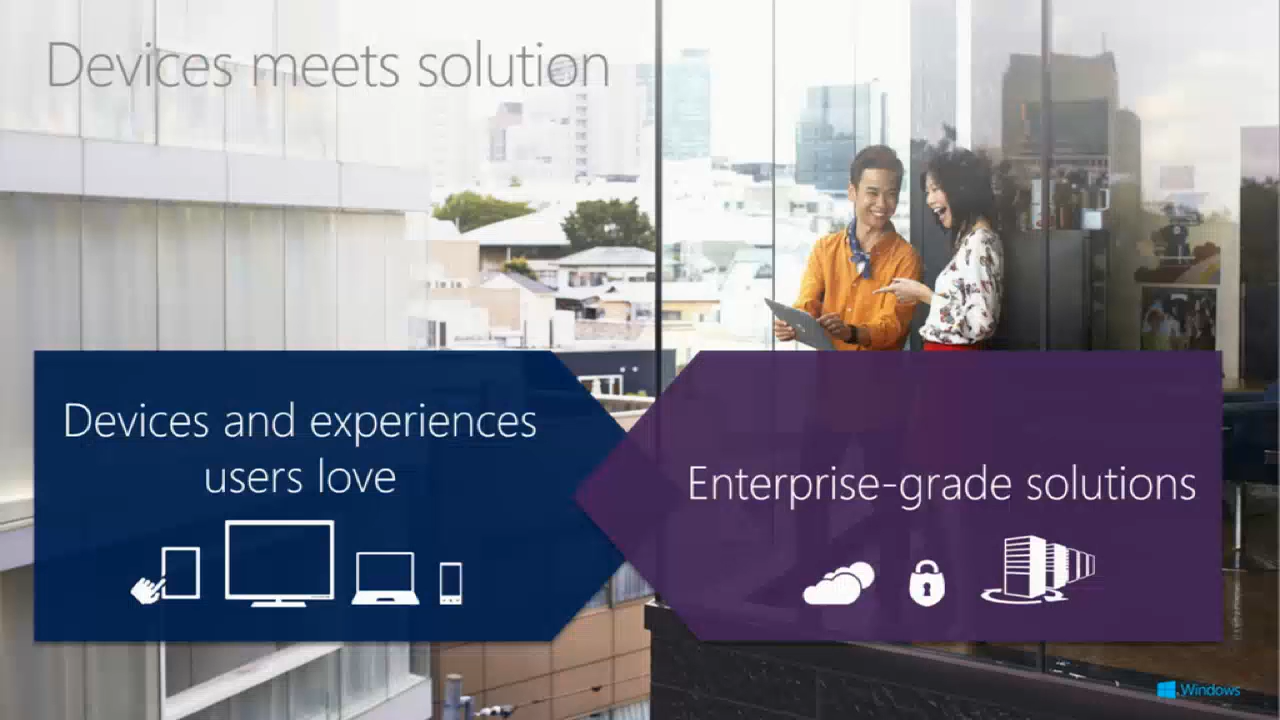 Devices meets solution
Devices and experiences
users love
Enterprise-grade solutions
Windows